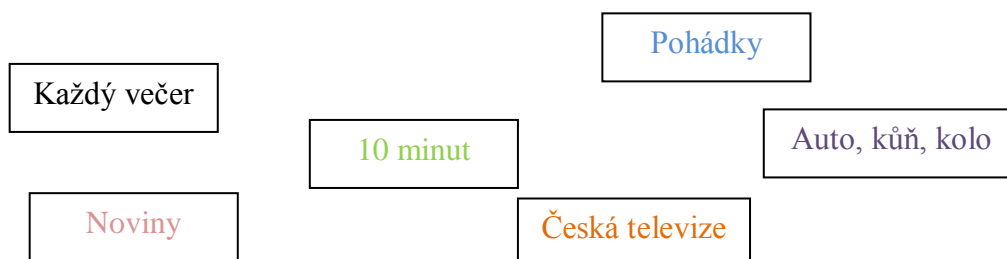 Pohádky
Každý večer
Auto, kůň, kolo
10 minut
Noviny
Česká televize